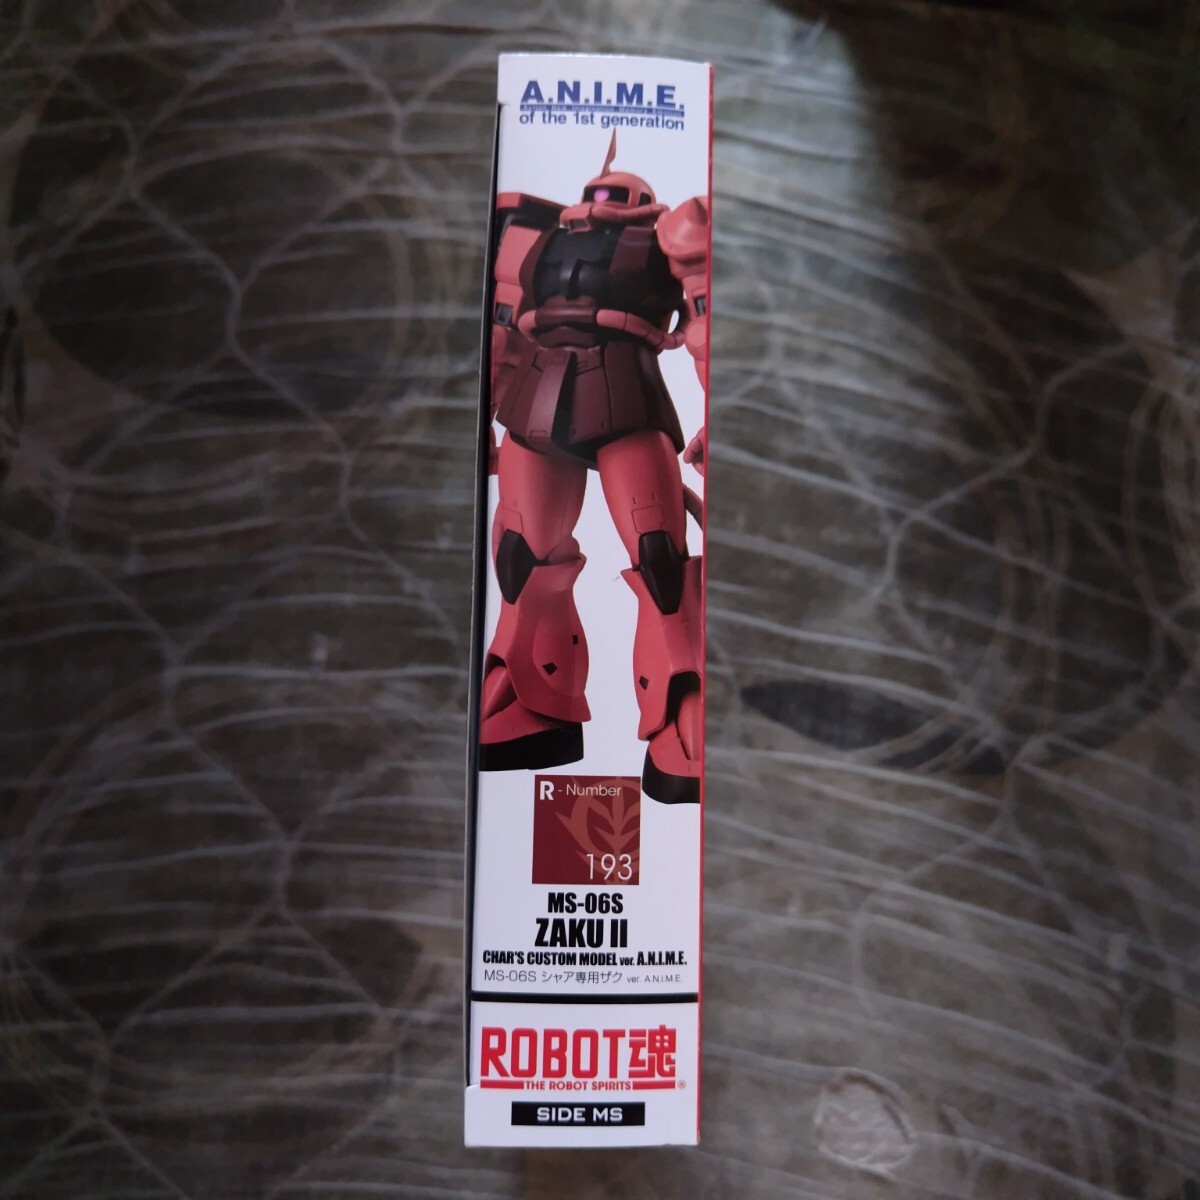 A.N.I.M.E.
of the 1st generation
R - Number
193
MS-06S
ZAKU II
CHAR'S CUSTOM MODEL ver. A.N.I.M.E.
MS-06S シャア専用ザク ver. A.N.I.M.E.
ROBOT魂
THE ROBOT SPIRITS ®
SIDE MS